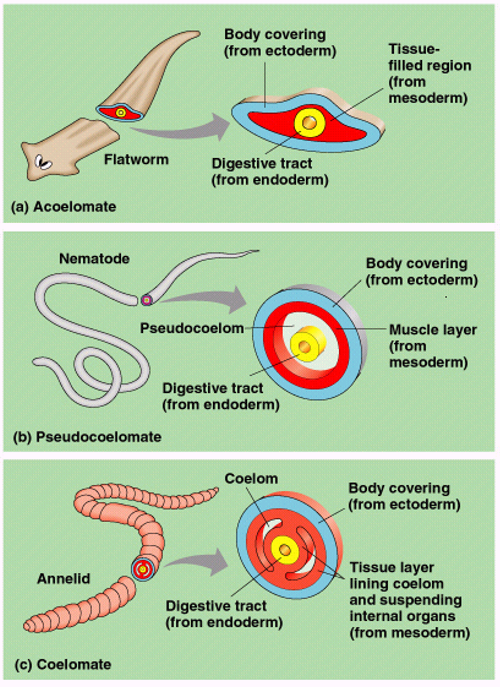 Body covering
(from ectoderm)
Tissue-
filled region
(from
mesoderm)
Flatworm
Digestive tract
(from endoderm)
(a) Acoelomate
Nematode
Body covering
(from ectoderm)
Pseudocoelom
Muscle layer
(from
mesoderm)
Digestive tract
(from endoderm)
(b) Pseudocoelomate
Coelom
Body covering
(from ectoderm)
Annelid
Digestive tract
(from endoderm)
Tissue layer
lining coelom
and suspending
internal organs
(from mesoderm)
(c) Coelomate